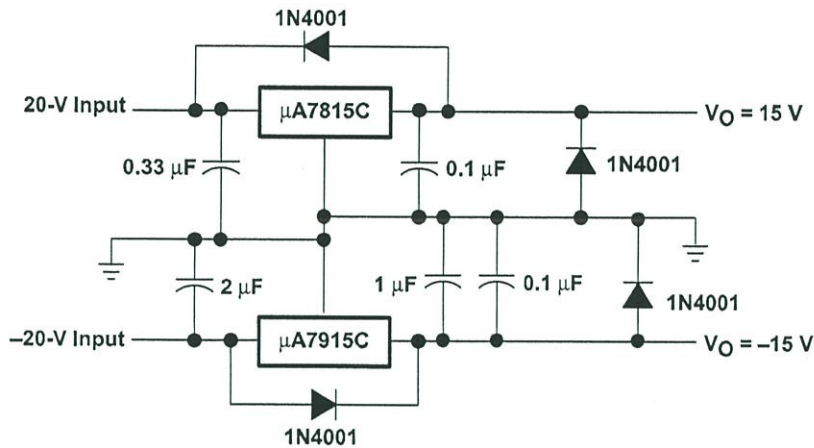 1N4001
20-V Input
μA7815C
VO = 15 V
0.33 μF
0.1 μF
1N4001
2 μF
1 μF
0.1 μF
1N4001
–20-V Input
μA7915C
VO = –15 V
1N4001